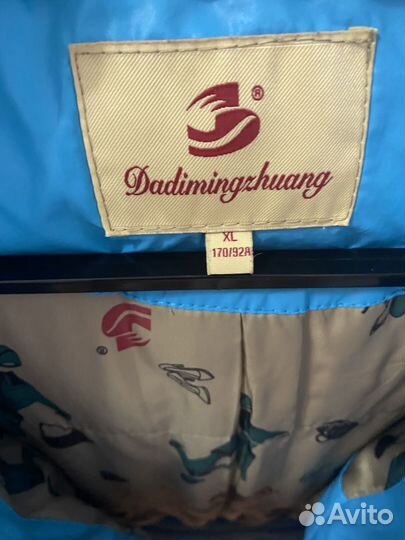 ®
Dadimingzhuang
XL
170/92A
®
Avito